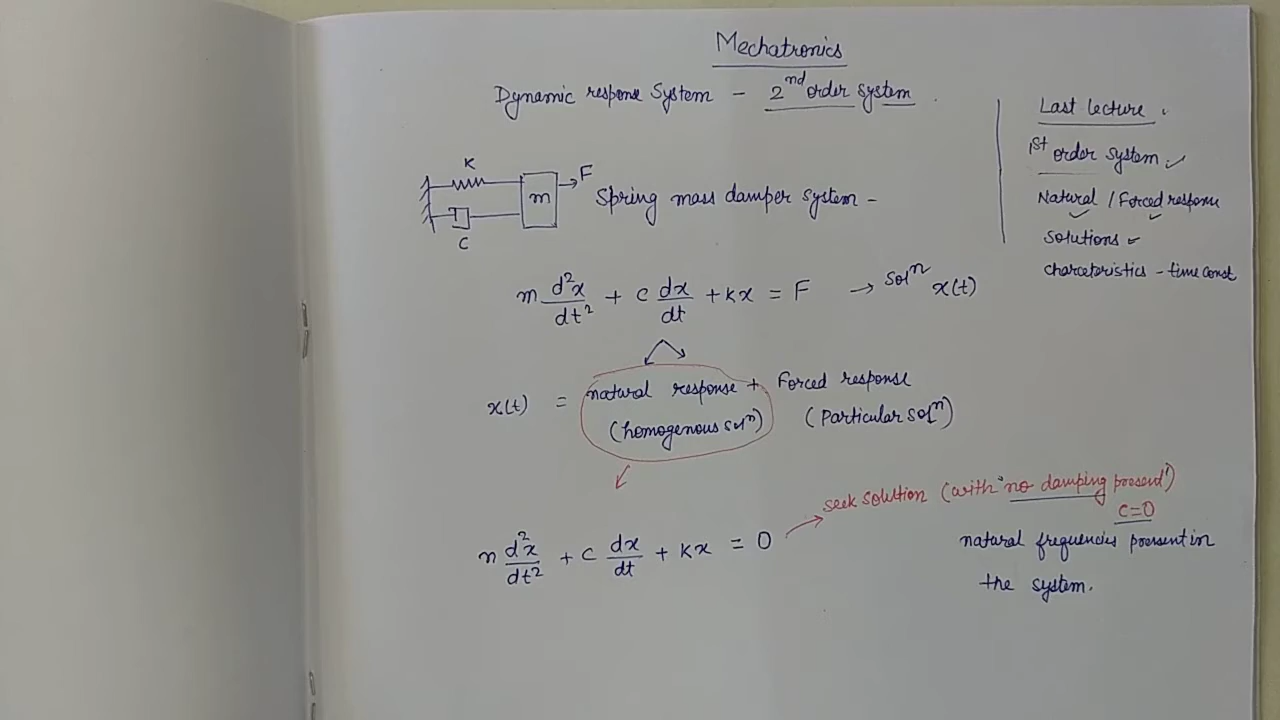 Mechatronics
Dynamic response System - 2nd order system.
K
m
F
C
Spring mass damper system -
m d²x/dt² + c dx/dt + kx = F → solⁿ x(t)
x(t) = natural response + Forced response
(homogenous solⁿ) (Particular solⁿ)
seek solution (with "no damping present")
c=0
m d²x/dt² + c dx/dt + kx = 0
natural frequencies present in
the system.
Last lecture.
1st order system
Natural / Forced response
Solutions
charcteristics - time const